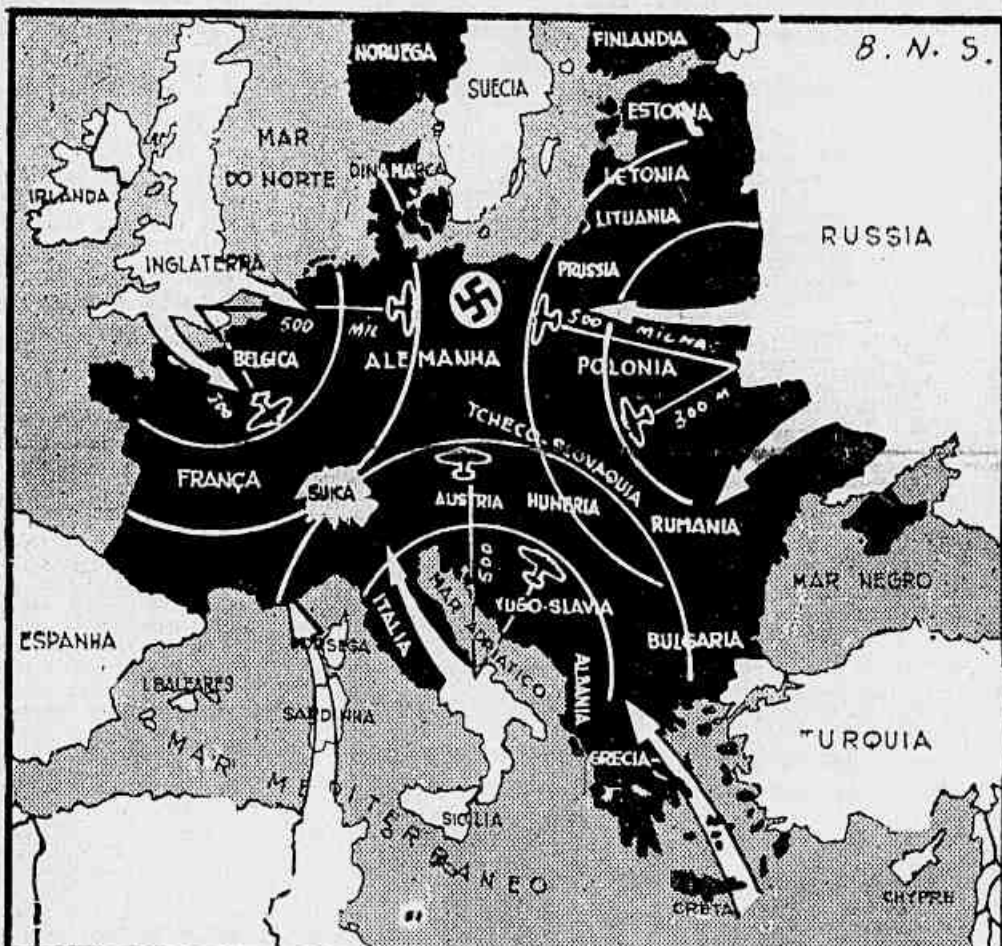 B. N. S.
NORUEGA
FINLANDIA
SUECIA
ESTONIA
MAR
DO NORTE
DINAMARCA
LETONIA
LITUANIA
IRLANDA
RUSSIA
INGLATERRA
PRUSSIA
500 MIL
500 MILHA
BELGICA
ALEMANHA
POLONIA
300
300 M
TCHECO-SLOVAQUIA
FRANÇA
SUIÇA
AUSTRIA
HUNGRIA
RUMANIA
500
MAR NEGRO
ITALIA
MAR ADRIATICO
YUGO-SLAVIA
ESPANHA
CORSEGA
BULGARIA
I. BALEARES
ALBANIA
SARDINHA
TURQUIA
MAR MEDITERRANEO
GRECIA
SICILIA
CRETA
CHYPRE